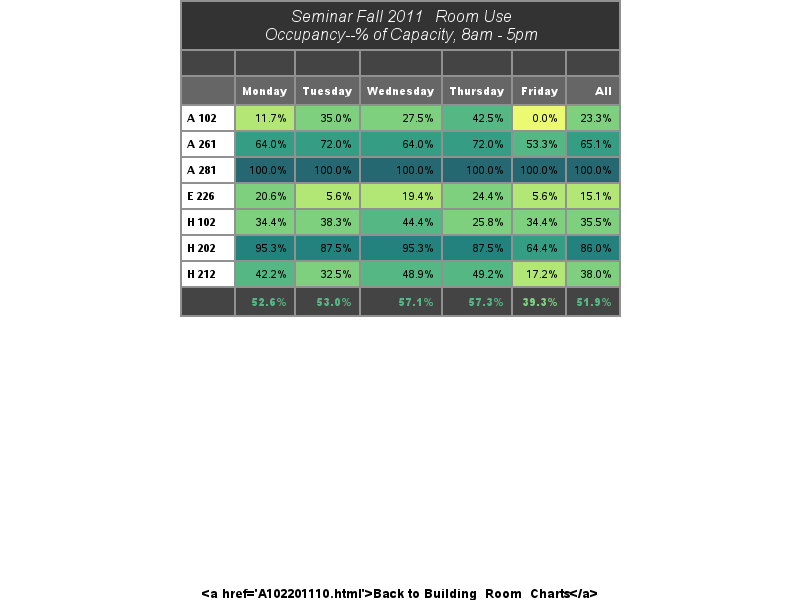 Seminar Fall 2011 Room Use
Occupancy--% of Capacity, 8am - 5pm
Monday Tuesday Wednesday Thursday Friday All
A 102 11.7% 35.0% 27.5% 42.5% 0.0% 23.3%
A 261 64.0% 72.0% 64.0% 72.0% 53.3% 65.1%
A 281 100.0% 100.0% 100.0% 100.0% 100.0% 100.0%
E 226 20.6% 5.6% 19.4% 24.4% 5.6% 15.1%
H 102 34.4% 38.3% 44.4% 25.8% 34.4% 35.5%
H 202 95.3% 87.5% 95.3% 87.5% 64.4% 86.0%
H 212 42.2% 32.5% 48.9% 49.2% 17.2% 38.0%
52.6% 53.0% 57.1% 57.3% 39.3% 51.9%
<a href='A102201110.html'>Back to Building Room Charts</a>